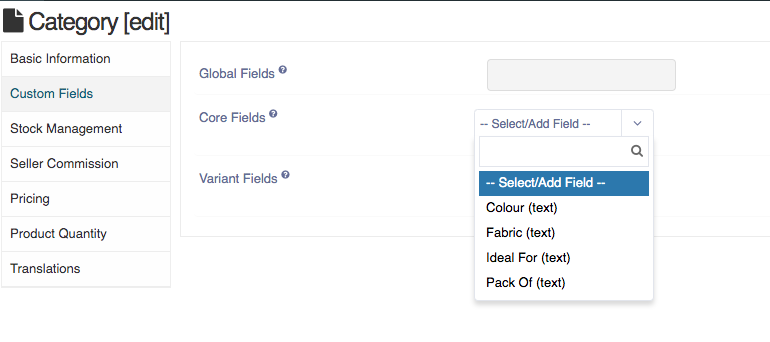 Category [edit]
Basic Information
Custom Fields
Stock Management
Seller Commission
Pricing
Product Quantity
Translations
Global Fields ?
Core Fields ?
-- Select/Add Field --
-- Select/Add Field --
Colour (text)
Fabric (text)
Ideal For (text)
Pack Of (text)
Variant Fields ?